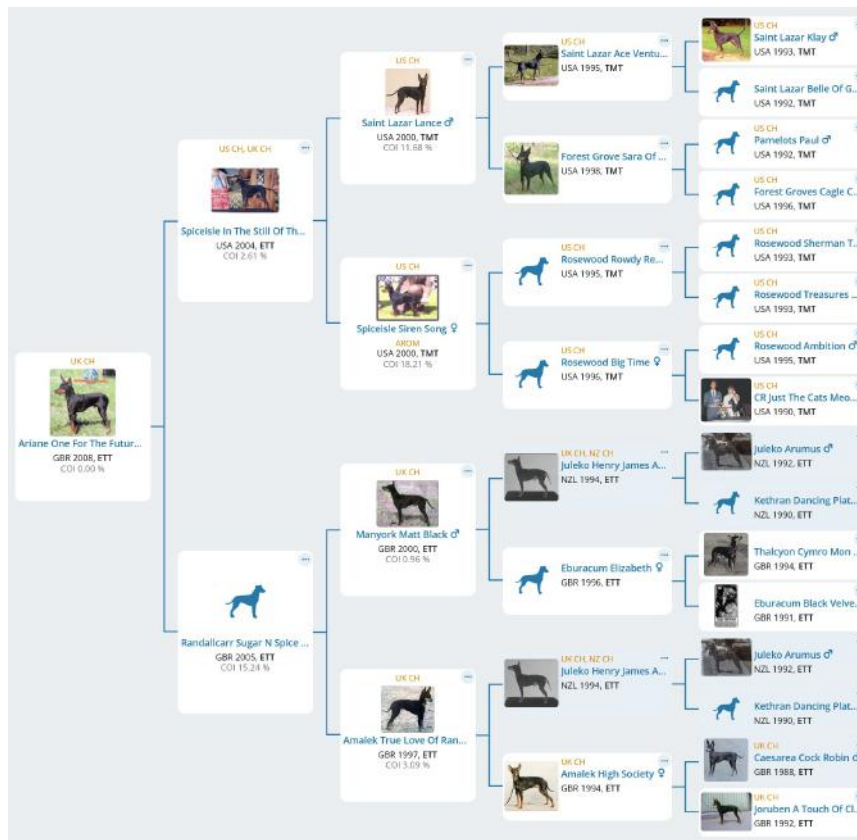 UK CH
Ariane One For The Futur...
GBR 2008, ETT
COI 0.00 %
US CH, UK CH
Spiceisle In The Still Of Th...
USA 2004, ETT
COI 2.61 %
Randallcarr Sugar N Spice ...
GBR 2005, ETT
COI 15.24 %
US CH
Saint Lazar Lance ♂
USA 2000, TMT
COI 11.68 %
US CH
Spiceisle Siren Song ♀
AROM
USA 2000, TMT
COI 18.21 %
UK CH
Manyork Matt Black ♂
GBR 2000, ETT
COI 0.96 %
UK CH
Amalek True Love Of Ran...
GBR 1997, ETT
COI 3.09 %
US CH
Saint Lazar Ace Ventu...
USA 1995, TMT
Forest Grove Sara Of ...
USA 1998, TMT
US CH
Rosewood Rowdy Re...
USA 1995, TMT
US CH
Rosewood Big Time ♀
USA 1996, TMT
UK CH, NZ CH
Juleko Henry James A...
NZL 1994, ETT
Eburacum Elizabeth ♀
GBR 1996, ETT
UK CH, NZ CH
Juleko Henry James A...
NZL 1994, ETT
UK CH
Amalek High Society ♀
GBR 1994, ETT
US CH
Saint Lazar Klay ♂
USA 1993, TMT
US CH
Saint Lazar Belle Of G...
USA 1992, TMT
US CH
Pamelots Paul ♂
USA 1992, TMT
US CH
Forest Groves Cagle C...
USA 1996, TMT
US CH
Rosewood Sherman T...
USA 1993, TMT
US CH
Rosewood Treasures ...
USA 1993, TMT
US CH
Rosewood Ambition ♂
USA 1995, TMT
US CH
CR Just The Cats Meo...
USA 1990, TMT
Juleko Arumus ♂
NZL 1992, ETT
Kethran Dancing Plat...
NZL 1990, ETT
Thalcyon Cymro Mon ...
GBR 1994, ETT
Eburacum Black Velve...
GBR 1991, ETT
Juleko Arumus ♂
NZL 1992, ETT
Kethran Dancing Plat...
NZL 1990, ETT
UK CH
Caesarea Cock Robin ♂
GBR 1988, ETT
UK CH
Joruben A Touch Of Cl...
GBR 1992, ETT